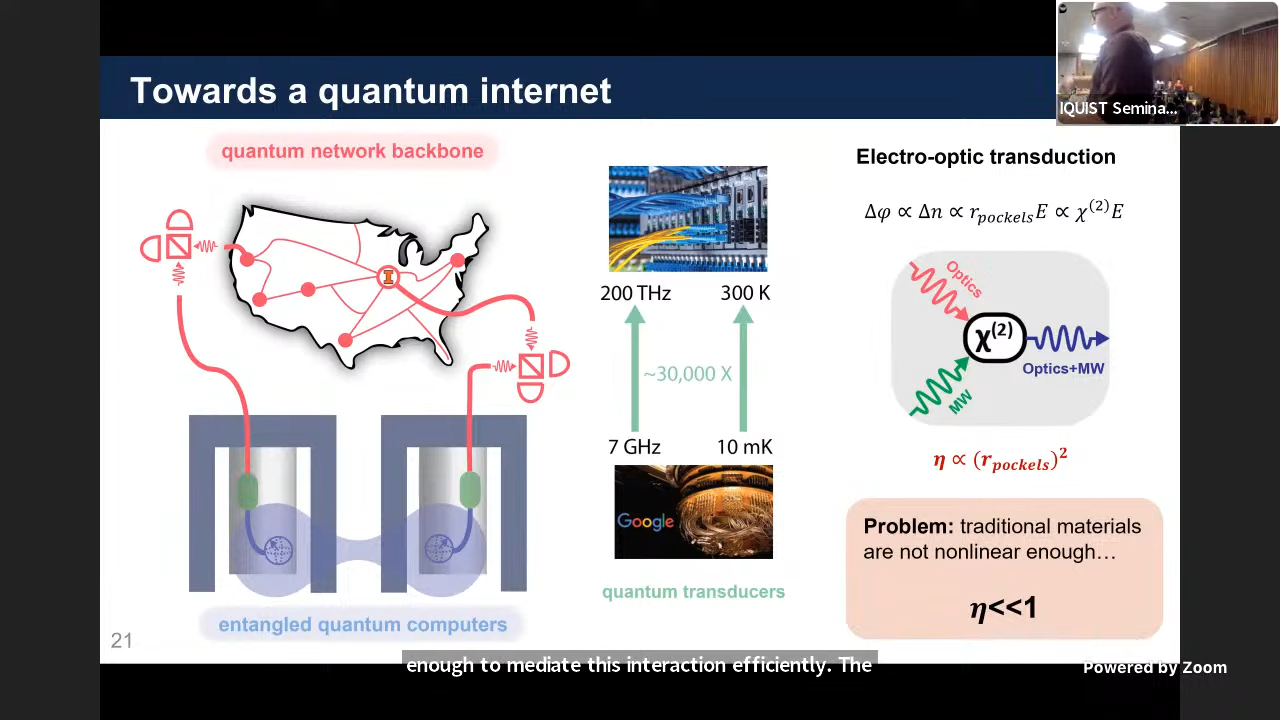 Towards a quantum internet
IQUIST Semina...
quantum network backbone
I
entangled quantum computers
21
200 THz
300 K
~30,000 X
7 GHz
10 mK
Google
quantum transducers
Electro-optic transduction
Δφ ∝ Δn ∝ r_pockels E ∝ χ⁽²⁾E
Optics
χ⁽²⁾
Optics+MW
MW
η ∝ (r_pockels)²
Problem: traditional materials
are not nonlinear enough…
η<<1
enough to mediate this interaction efficiently. The
Powered by Zoom